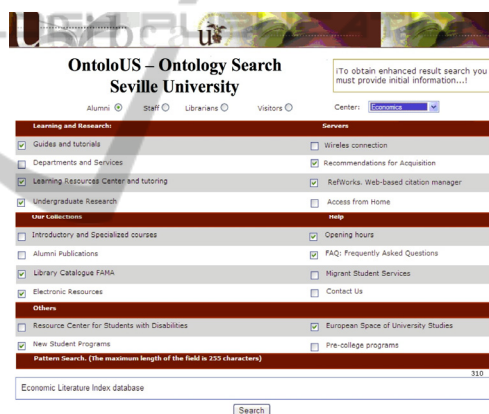 OntoloUS – Ontology Search
Seville University
¡To obtain enhanced result search you
must provide initial information...!
Alumni Staff Librarians Visitors Center: Economics
Learning and Research: Servers
Guides and tutorials Wireles connection
Departments and Services Recommendations for Acquisition
Learning Resources Center and tutoring RefWorks. Web-based citation manager
Undergraduate Research Access from Home
Our Collections Help
Introductory and Specialized courses Opening hours
Alumni Publications FAQ: Frequently Asked Questions
Library Catalogue FAMA Migrant Student Services
Electronic Resources Contact Us
Others
Resource Center for Students with Disabilities European Space of University Studies
New Student Programs Pre-college programs
Pattern Search. (The maximum length of the field is 255 characters)
310
Economic Literature Index database
Search